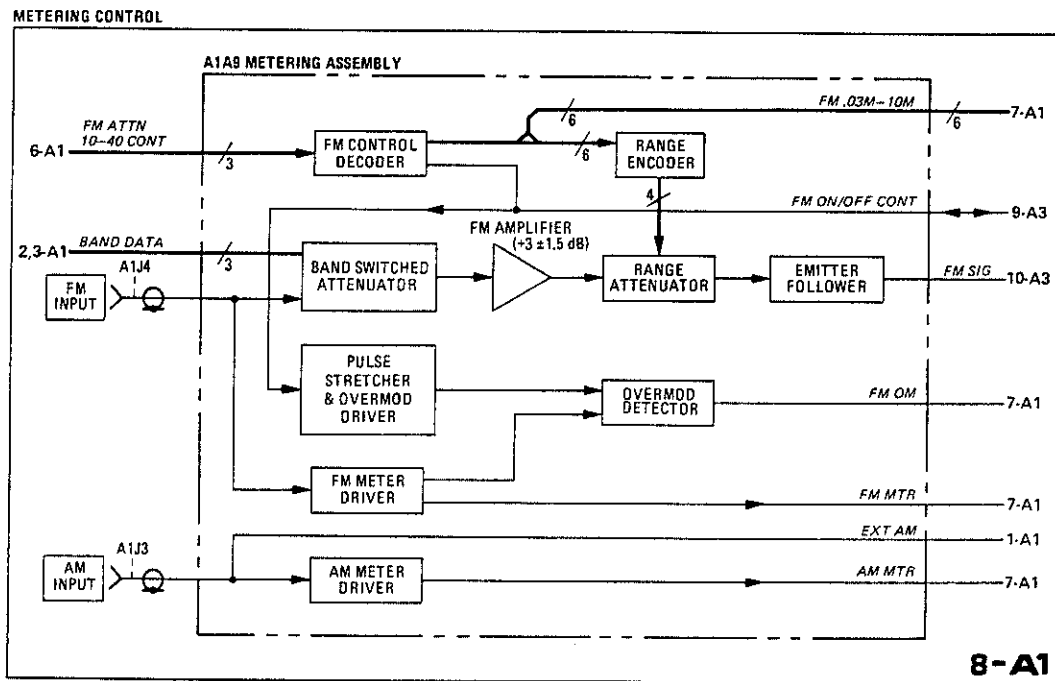 METERING CONTROL
A1A9 METERING ASSEMBLY
FM ATTN
10-40 CONT
6-A1
3
FM CONTROL
DECODER
6
6
RANGE
ENCODER
FM .03M-10M
6
7-A1
4
FM ON/OFF CONT
9-A3
2,3-A1
BAND DATA
3
A1J4
FM
INPUT
BAND SWITCHED
ATTENUATOR
FM AMPLIFIER
(+3 ±1.5 dB)
RANGE
ATTENUATOR
EMITTER
FOLLOWER
FM SIG
10-A3
PULSE
STRETCHER
& OVERMOD
DRIVER
OVERMOD
DETECTOR
FM OM
7-A1
FM METER
DRIVER
FM MTR
7-A1
EXT AM
1-A1
A1J3
AM
INPUT
AM METER
DRIVER
AM MTR
7-A1
8-A1